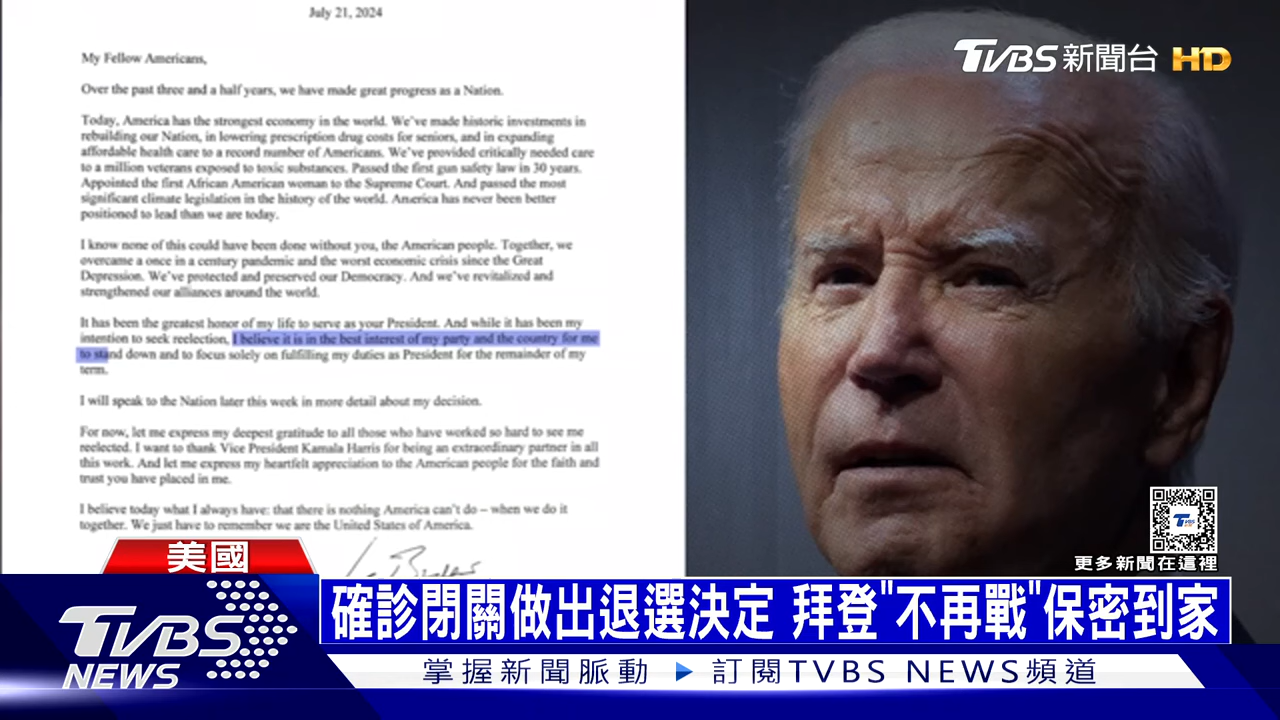 July 21, 2024
My Fellow Americans,
Over the past three and a half years, we have made great progress as a Nation.
Today, America has the strongest economy in the world. We've made historic investments in
rebuilding our Nation, in lowering prescription drug costs for seniors, and in expanding
affordable health care to a record number of Americans. We've provided critically needed care
to a million veterans exposed to toxic substances. Passed the first gun safety law in 30 years.
Appointed the first African American woman to the Supreme Court. And passed the most
significant climate legislation in the history of the world. America has never been better
positioned to lead than we are today.
I know none of this could have been done without you, the American people. Together, we
overcame a once in a century pandemic and the worst economic crisis since the Great
Depression. We've protected and preserved our Democracy. And we've revitalized and
strengthened our alliances around the world.
It has been the greatest honor of my life to serve as your President. And while it has been my
intention to seek reelection, I believe it is in the best interest of my party and the country for me
to stand down and to focus solely on fulfilling my duties as President for the remainder of my
term.
I will speak to the Nation later this week in more detail about my decision.
For now, let me express my deepest gratitude to all those who have worked so hard to see me
reelected. I want to thank Vice President Kamala Harris for being an extraordinary partner in all
this work. And let me express my heartfelt appreciation to the American people for the faith and
trust you have placed in me.
I believe today what I always have: that there is nothing America can't do – when we do it
together. We just have to remember we are the United States of America.
TVBS新聞台 HD
TVBS
更多新聞在這裡
美國
TVBS
NEWS
確診閉關做出退選決定 拜登"不再戰"保密到家
掌握新聞脈動 ▶ 訂閱TVBS NEWS頻道